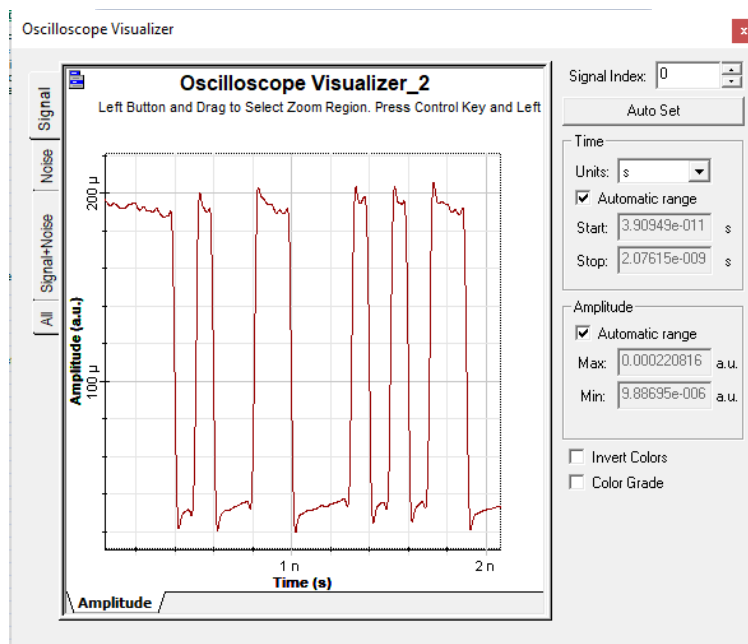 Oscilloscope Visualizer
x
Oscilloscope Visualizer_2
Left Button and Drag to Select Zoom Region. Press Control Key and Left
Signal
Noise
Signal+Noise
All
Amplitude (a.u.)
200 µ
100 µ
1 n
2 n
Time (s)
Amplitude
Signal Index: 0
Auto Set
Time
Units: s
Automatic range
Start: 3.90949e-011 s
Stop: 2.07615e-009 s
Amplitude
Automatic range
Max: 0.000220816 a.u.
Min: 9.88695e-006 a.u.
Invert Colors
Color Grade